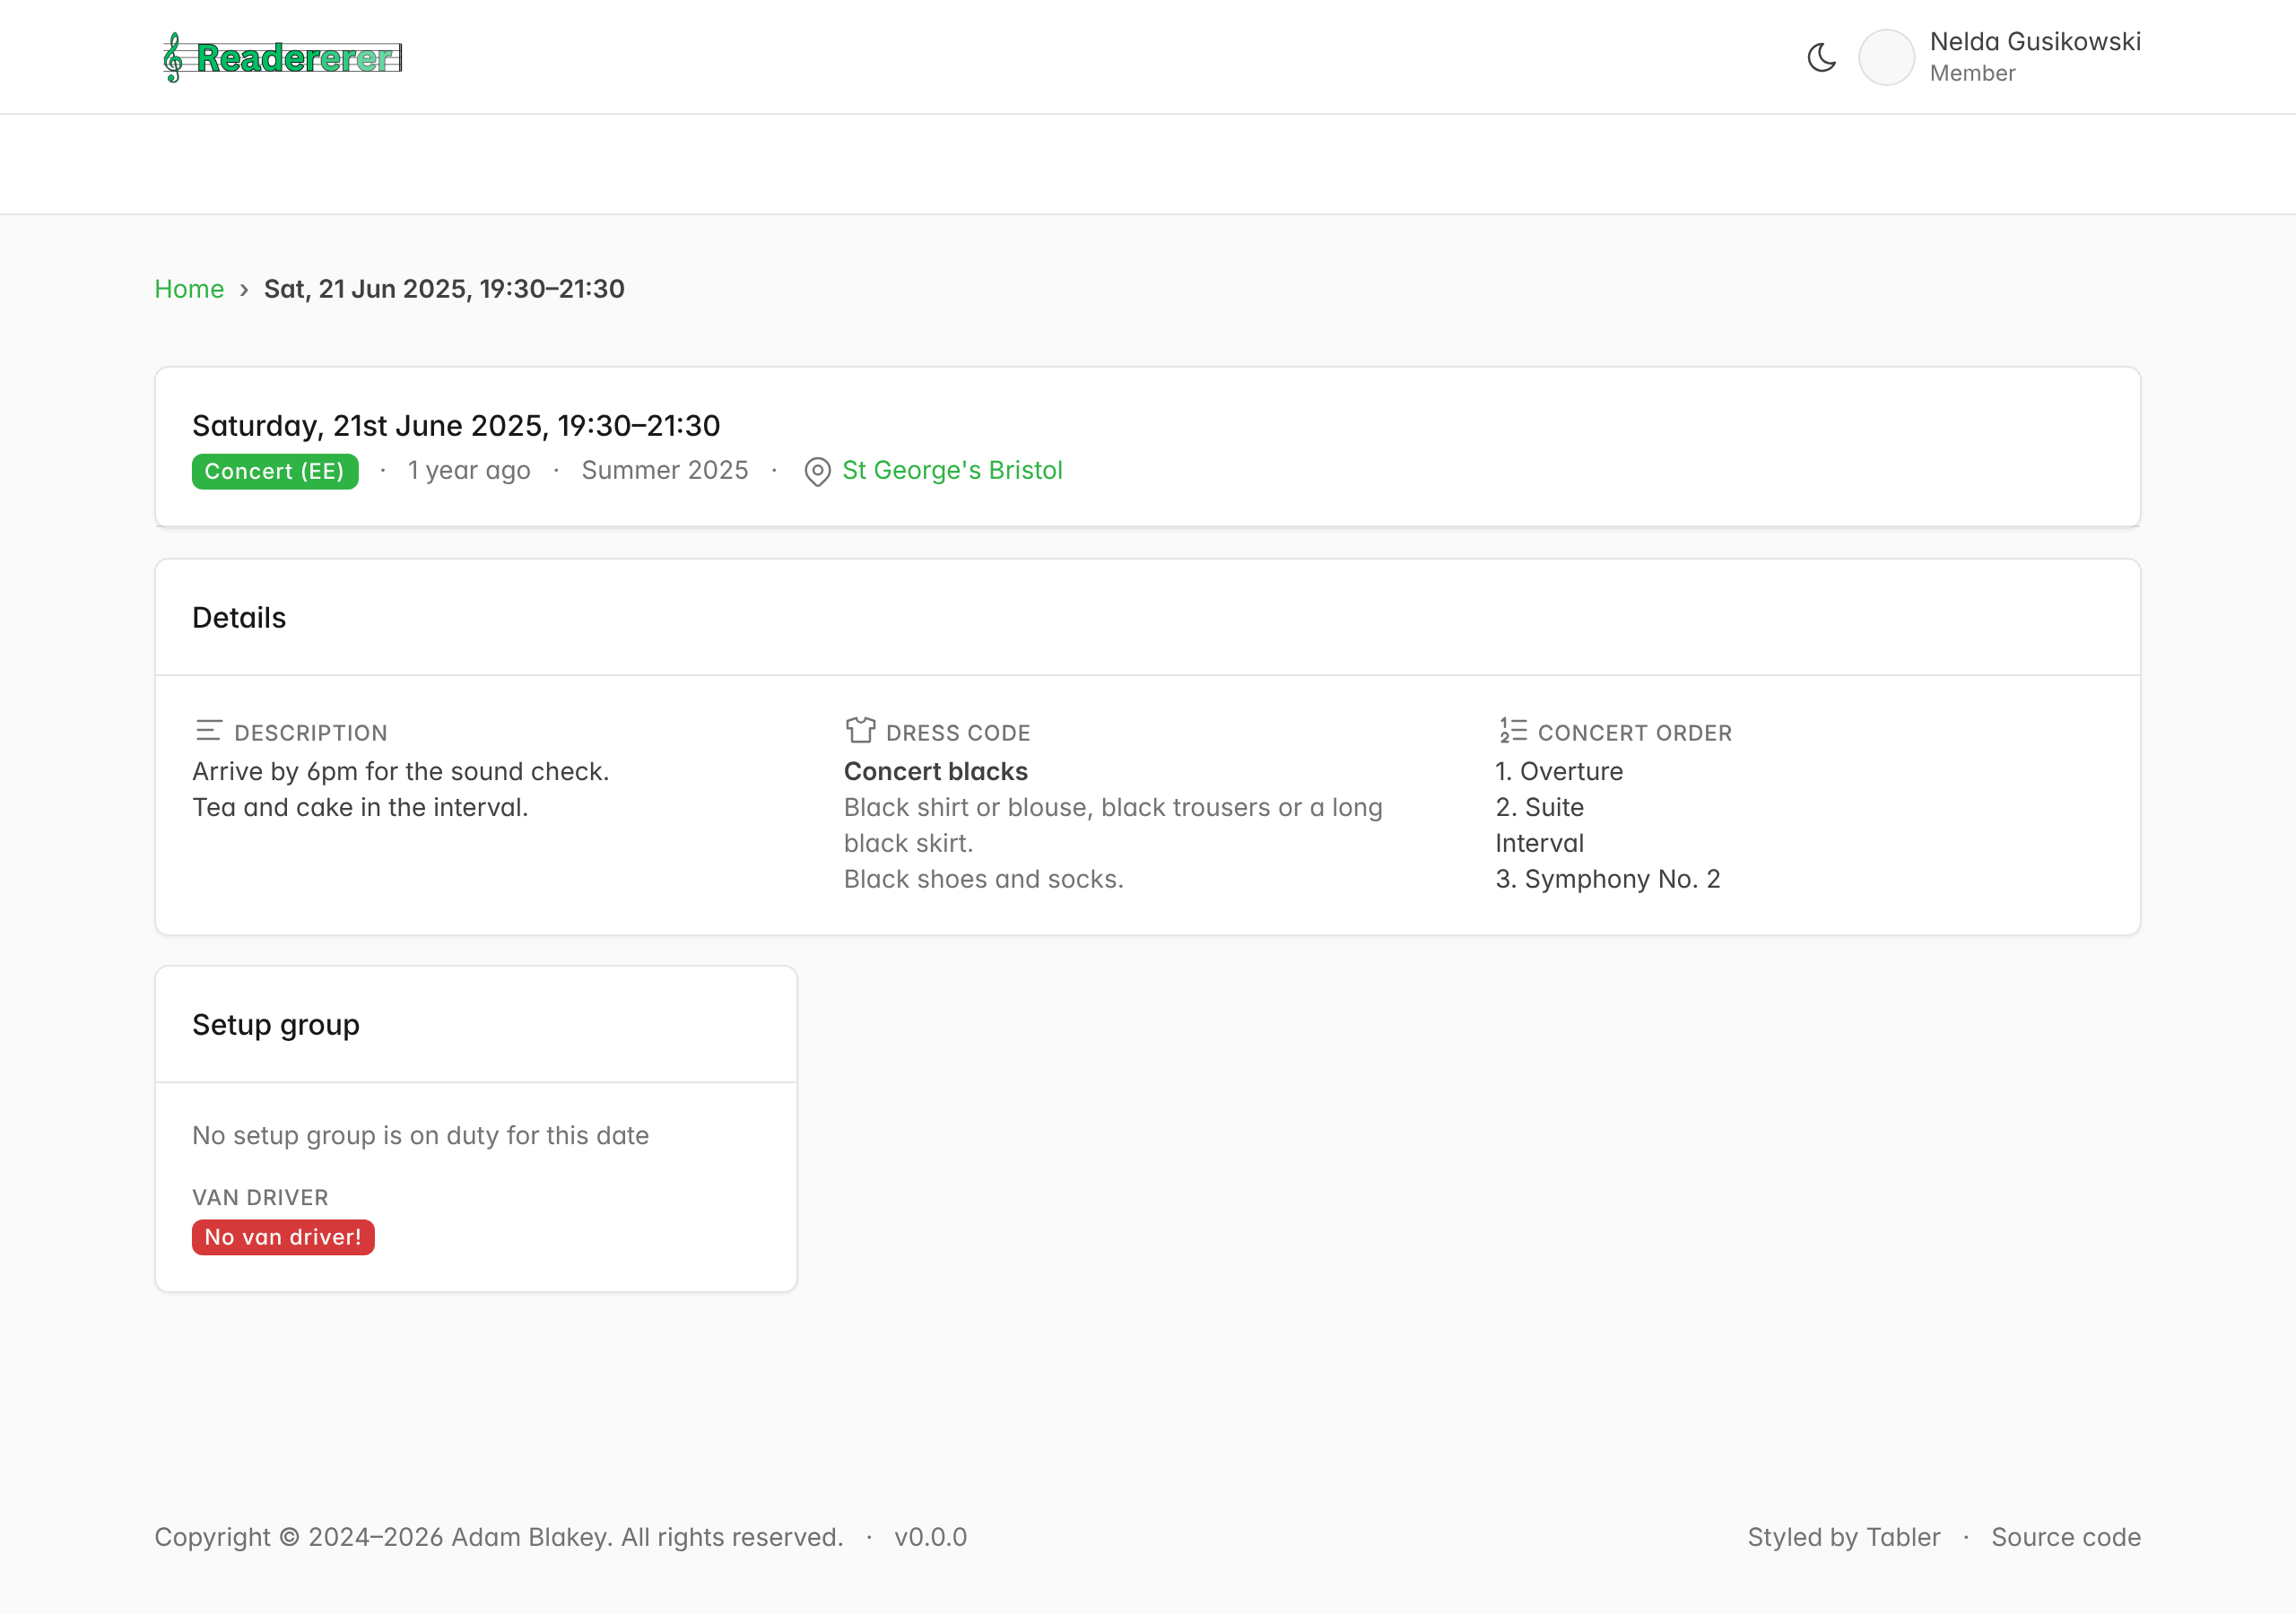 Readererer
Nelda Gusikowski
Member
Home › Sat, 21 Jun 2025, 19:30–21:30
Saturday, 21st June 2025, 19:30–21:30
Concert (EE) · 1 year ago · Summer 2025 · St George's Bristol
Details
DESCRIPTION
Arrive by 6pm for the sound check.
Tea and cake in the interval.
DRESS CODE
Concert blacks
Black shirt or blouse, black trousers or a long
black skirt.
Black shoes and socks.
CONCERT ORDER
1. Overture
2. Suite
Interval
3. Symphony No. 2
Setup group
No setup group is on duty for this date
VAN DRIVER
No van driver!
Copyright © 2024–2026 Adam Blakey. All rights reserved. · v0.0.0
Styled by Tabler · Source code